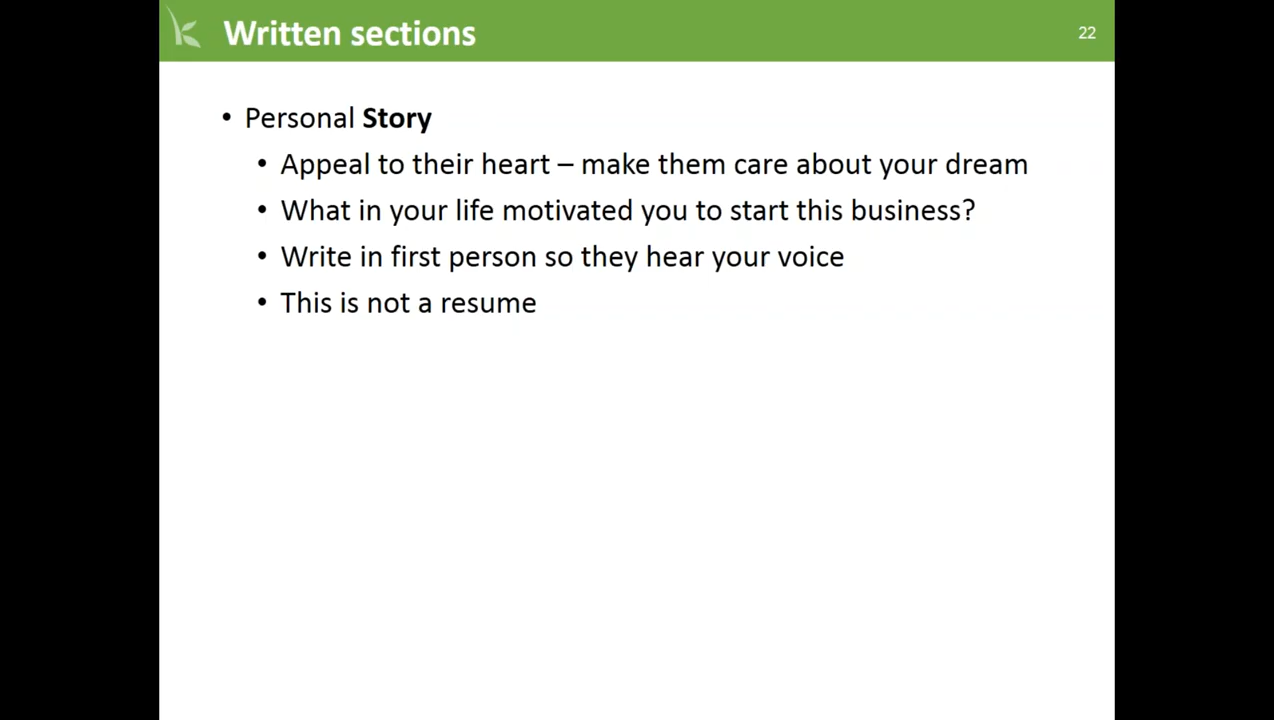 Written sections
22
• Personal Story
• Appeal to their heart – make them care about your dream
• What in your life motivated you to start this business?
• Write in first person so they hear your voice
• This is not a resume